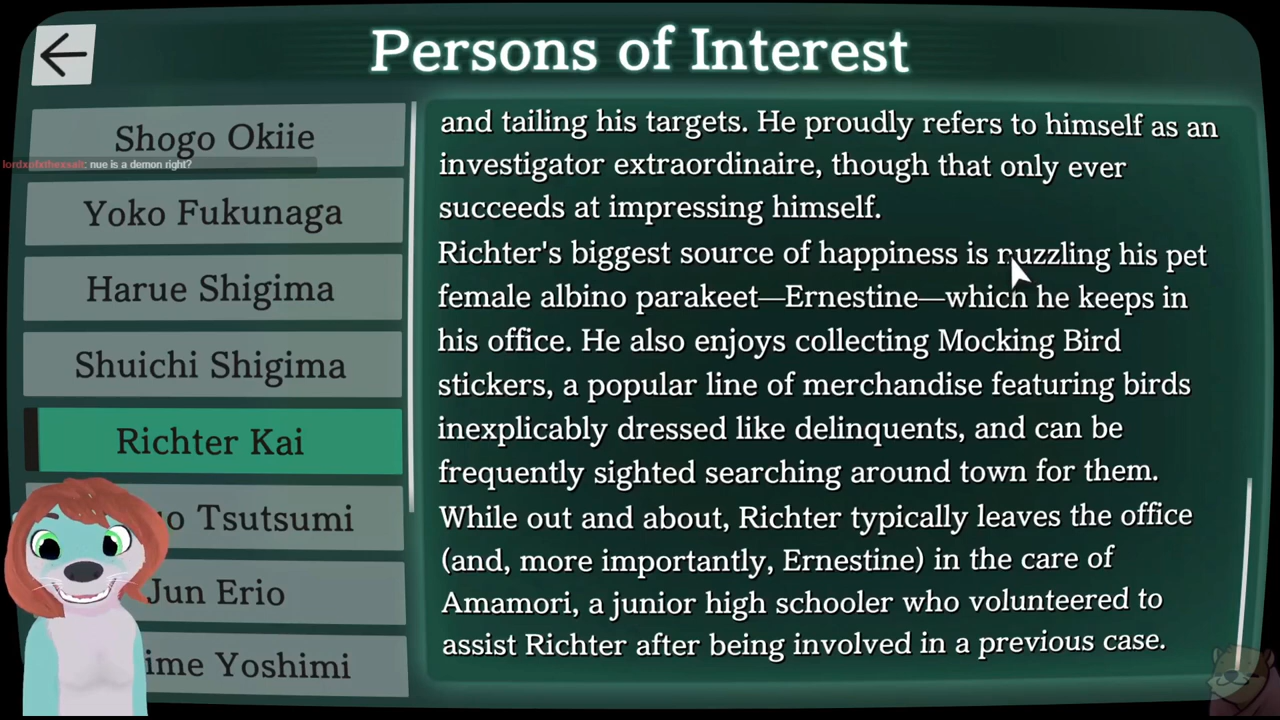 Persons of Interest
Shogo Okiie
lordxofxthexxait: nue is a demon right?
Yoko Fukunaga
Harue Shigima
Shuichi Shigima
Richter Kai
o Tsutsumi
Jun Erio
ime Yoshimi
and tailing his targets. He proudly refers to himself as an
investigator extraordinaire, though that only ever
succeeds at impressing himself.
Richter's biggest source of happiness is nuzzling his pet
female albino parakeet—Ernestine—which he keeps in
his office. He also enjoys collecting Mocking Bird
stickers, a popular line of merchandise featuring birds
inexplicably dressed like delinquents, and can be
frequently sighted searching around town for them.
While out and about, Richter typically leaves the office
(and, more importantly, Ernestine) in the care of
Amamori, a junior high schooler who volunteered to
assist Richter after being involved in a previous case.